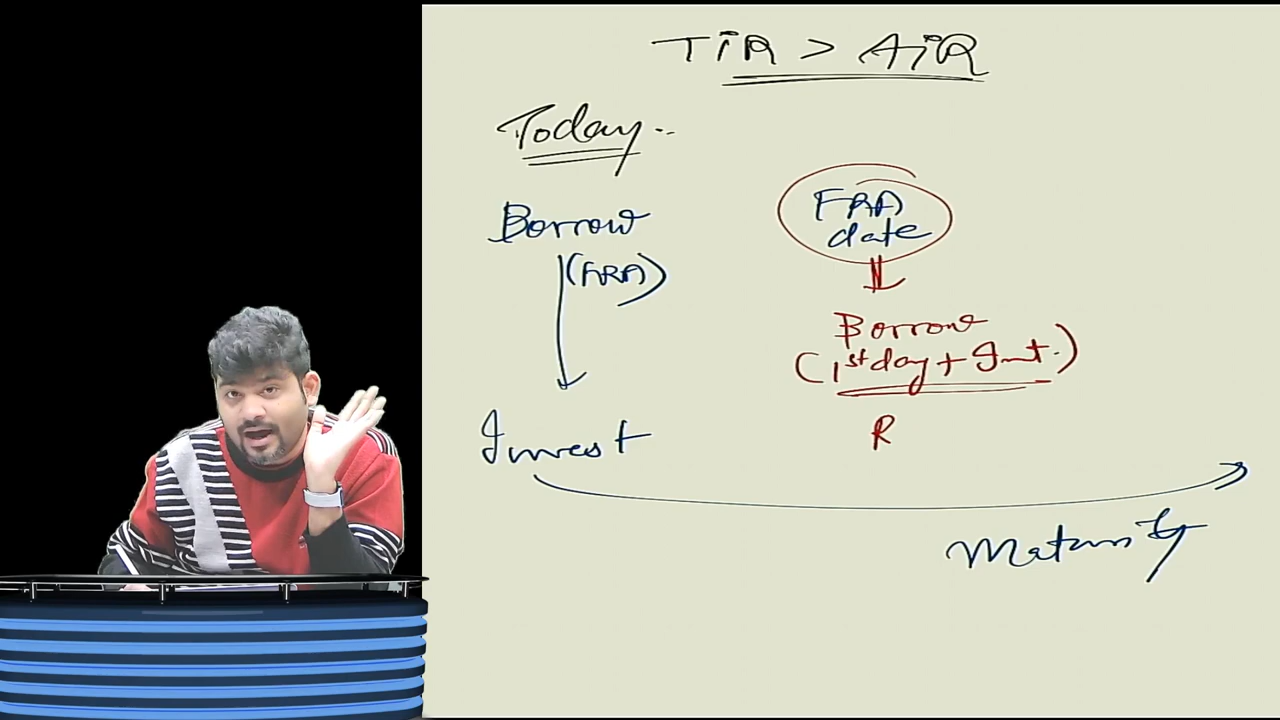 TiR > AiR
Today..
Borrow
(FRA)
Invest
FRA
date
Borrow
(1st day + Int.)
R
Maturity